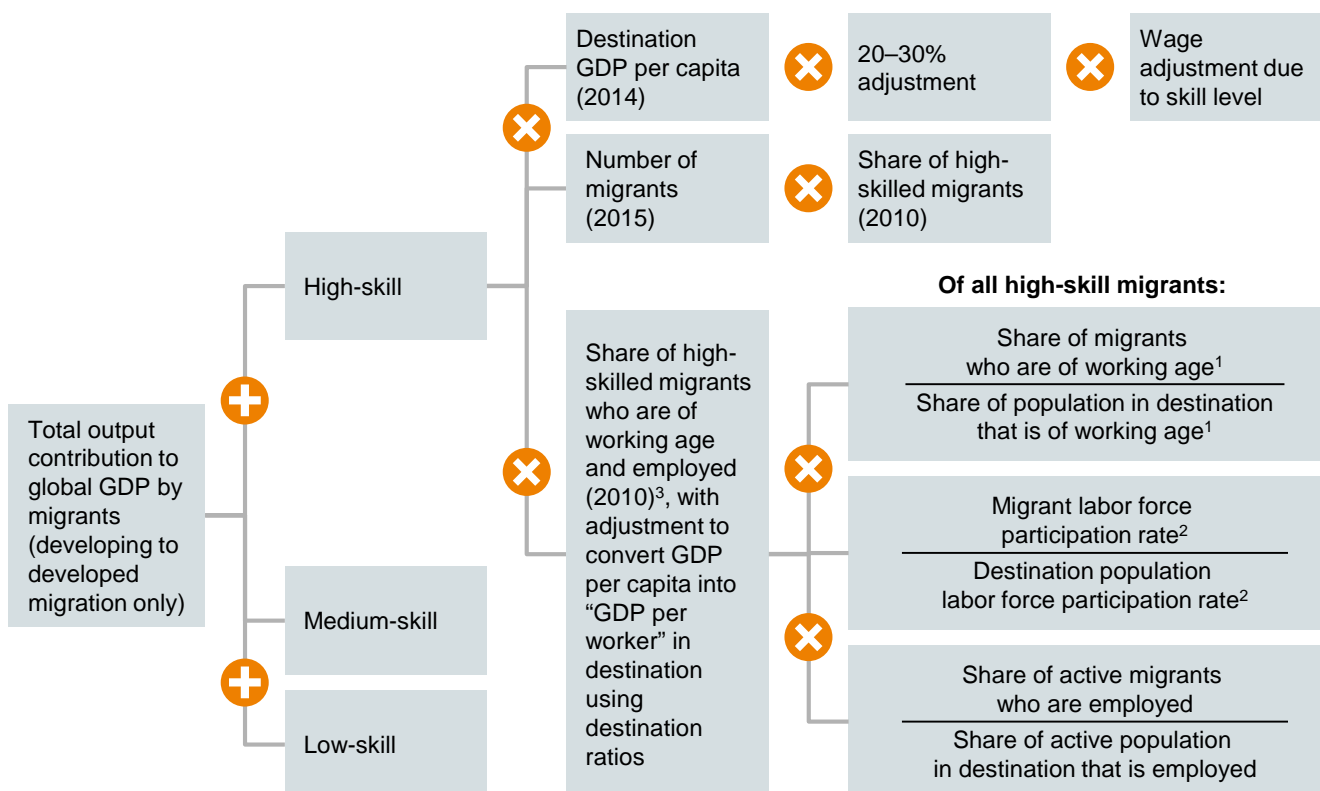 Destination
GDP per capita
(2014)
20–30%
adjustment
Wage
adjustment due
to skill level
Number of
migrants
(2015)
Share of high-
skilled migrants
(2010)
High-skill
Of all high-skill migrants:
Share of high-
skilled migrants
who are of
working age
and employed
(2010)³, with
adjustment to
convert GDP
per capita into
“GDP per
worker” in
destination
using
destination
ratios
Share of migrants
who are of working age¹
Share of population in destination
that is of working age¹
Migrant labor force
participation rate²
Destination population
labor force participation rate²
Share of active migrants
who are employed
Share of active population
in destination that is employed
Total output
contribution to
global GDP by
migrants
(developing to
developed
migration only)
Medium-skill
Low-skill